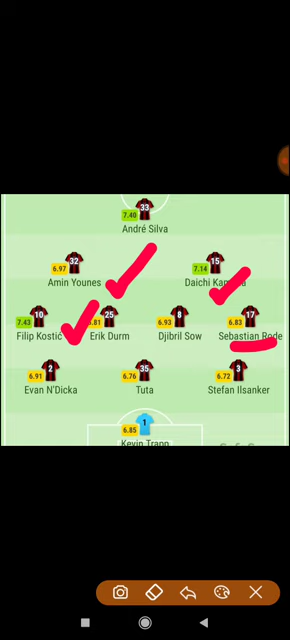 33
7.40
André Silva
32
6.97
Amin Younes
15
7.14
Daichi
10
7.43
Filip Kostić
25
.81
Erik Durm
8
6.93
Djibril Sow
17
6.83
Sebastian Rode
2
6.91
Evan N'Dicka
35
6.76
Tuta
3
6.72
Stefan Ilsanker
1
6.85
Kevin